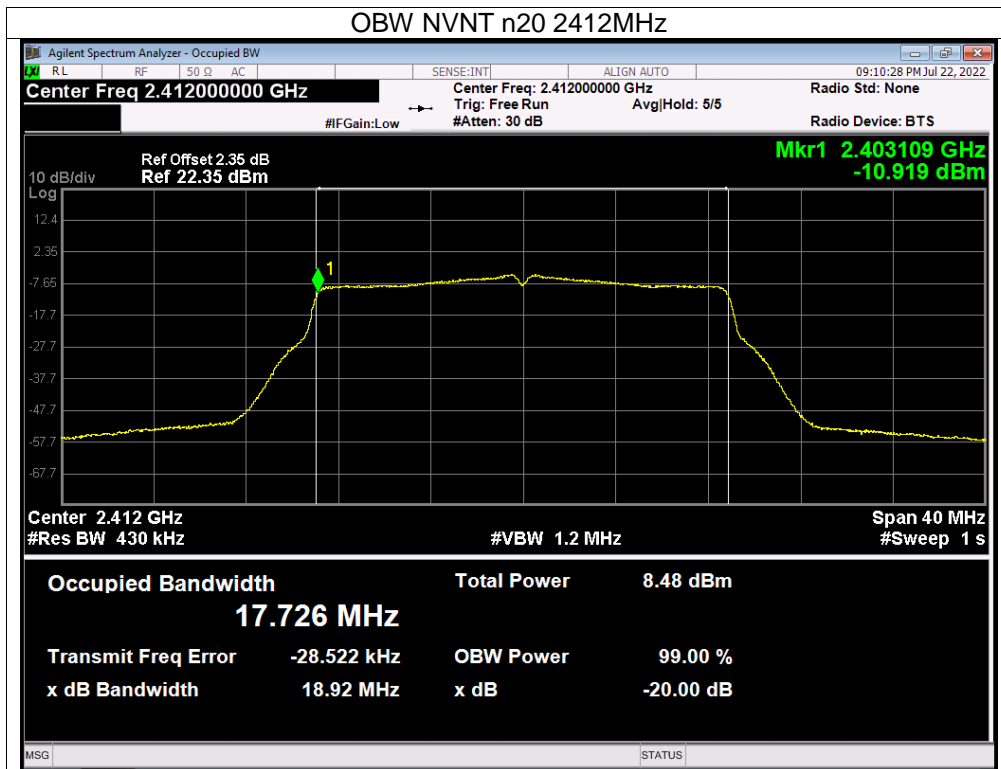 OBW NVNT n20 2412MHz
Agilent Spectrum Analyzer - Occupied BW
LXI RL RF 50 Ω AC SENSE:INT ALIGN AUTO 09:10:28 PM Jul 22, 2022
Center Freq 2.412000000 GHz Center Freq: 2.412000000 GHz Radio Std: None
Trig: Free Run Avg|Hold: 5/5
#IFGain:Low #Atten: 30 dB Radio Device: BTS
Mkr1 2.403109 GHz
-10.919 dBm
Ref Offset 2.35 dB
10 dB/div Ref 22.35 dBm
Log
12.4
2.35
1
-7.65
-17.7
-27.7
-37.7
-47.7
-57.7
-67.7
Center 2.412 GHz Span 40 MHz
#Res BW 430 kHz #VBW 1.2 MHz #Sweep 1 s
Occupied Bandwidth Total Power 8.48 dBm
17.726 MHz
Transmit Freq Error -28.522 kHz OBW Power 99.00 %
x dB Bandwidth 18.92 MHz x dB -20.00 dB
MSG STATUS